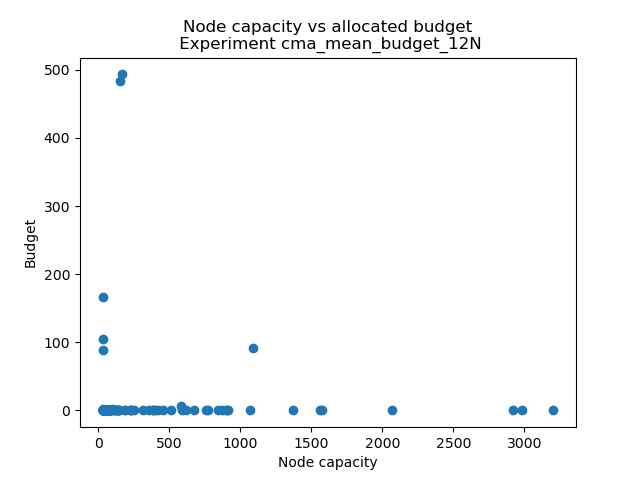 Node capacity vs allocated budget
Experiment cma_mean_budget_12N
500
400
300
200
100
0
Budget
0 500 1000 1500 2000 2500 3000
Node capacity